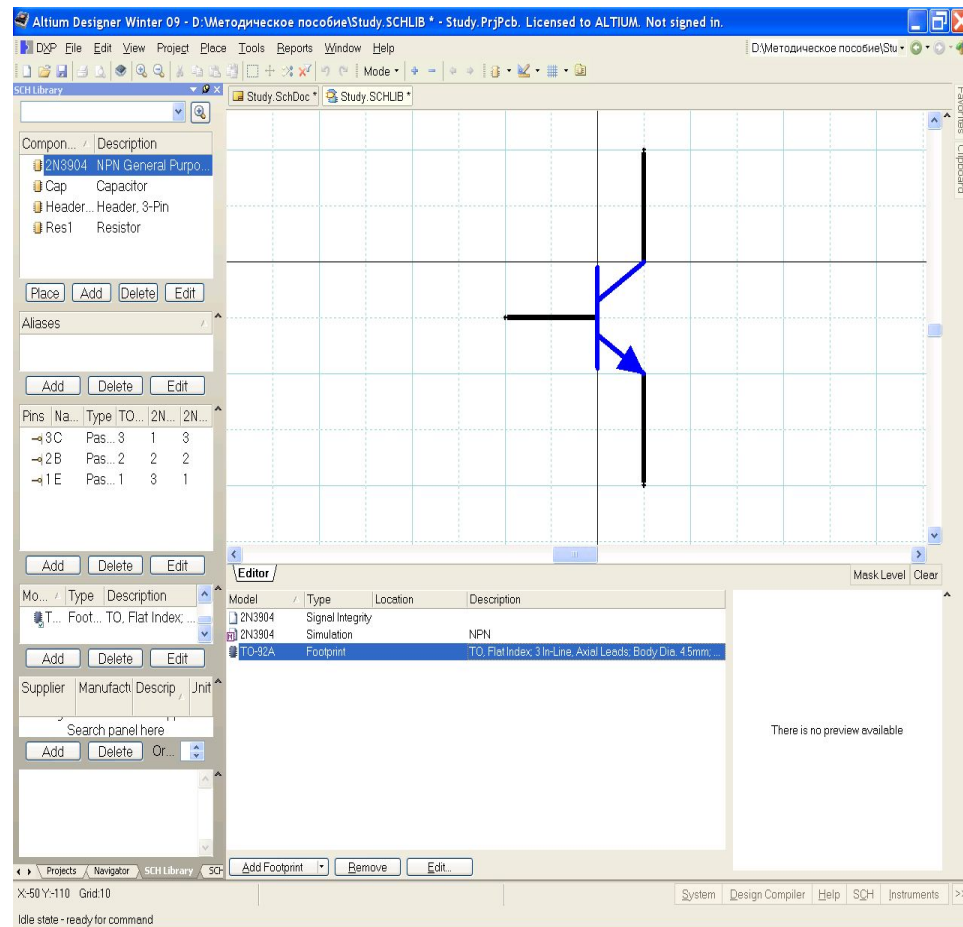 Altium Designer Winter 09 - D:\Методическое пособие\Study.SCHLIB * - Study.PrjPcb. Licensed to ALTIUM. Not signed in.
DXP File Edit View Project Place Tools Reports Window Help
D:\Методическое пособие\Stu
Mode
SCH Library
Study.SchDoc * Study.SCHLIB *
Favorites
Clipboard
Compon... Description
2N3904 NPN General Purpo...
Cap Capacitor
Header... Header, 3-Pin
Res1 Resistor
Place Add Delete Edit
Aliases
Add Delete Edit
Pins Na... Type TO... 2N... 2N...
3 C Pas... 3 1 3
2 B Pas... 2 2 2
1 E Pas... 1 3 1
Add Delete Edit
Editor
Mask Level Clear
Mo... Type Description
T... Foot... TO, Flat Index; ...
Add Delete Edit
Model Type Location Description
2N3904 Signal Integrity
2N3904 Simulation NPN
TO-92A Footprint TO, Flat Index; 3 In-Line, Axial Leads; Body Dia. 4.5mm; ...
There is no preview available
Supplier Manufactu Descrip Unit
Search panel here
Add Delete Or...
Projects Navigator SCH Library SCH
Add Footprint Remove Edit...
X:-50 Y:-110 Grid:10
System Design Compiler Help SCH Instruments >>
Idle state - ready for command